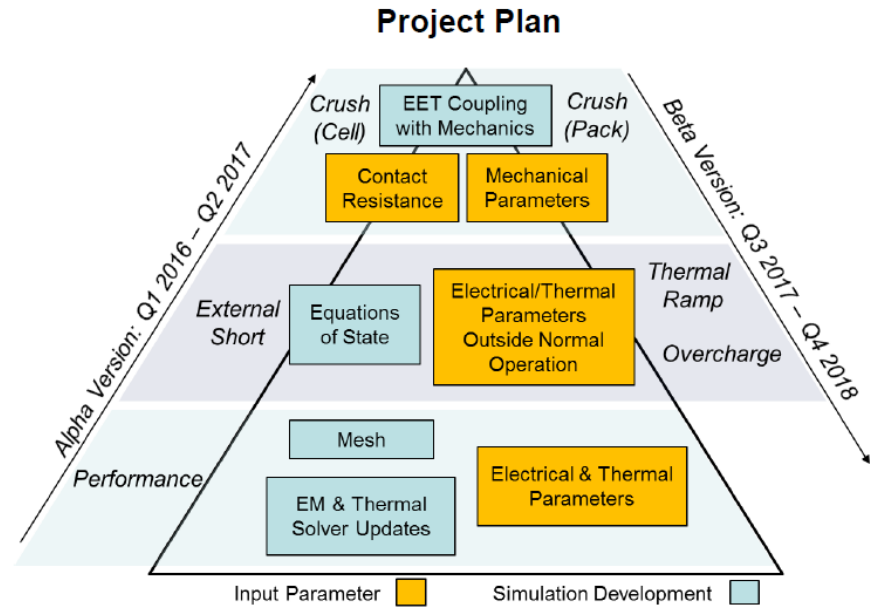 Project Plan
Alpha Version: Q1 2016 – Q2 2017
Beta Version: Q3 2017 – Q4 2018
Crush
(Cell)
EET Coupling
with Mechanics
Crush
(Pack)
Contact
Resistance
Mechanical
Parameters
External
Short
Equations
of State
Electrical/Thermal
Parameters
Outside Normal
Operation
Thermal
Ramp
Overcharge
Performance
Mesh
EM & Thermal
Solver Updates
Electrical & Thermal
Parameters
Input Parameter
Simulation Development